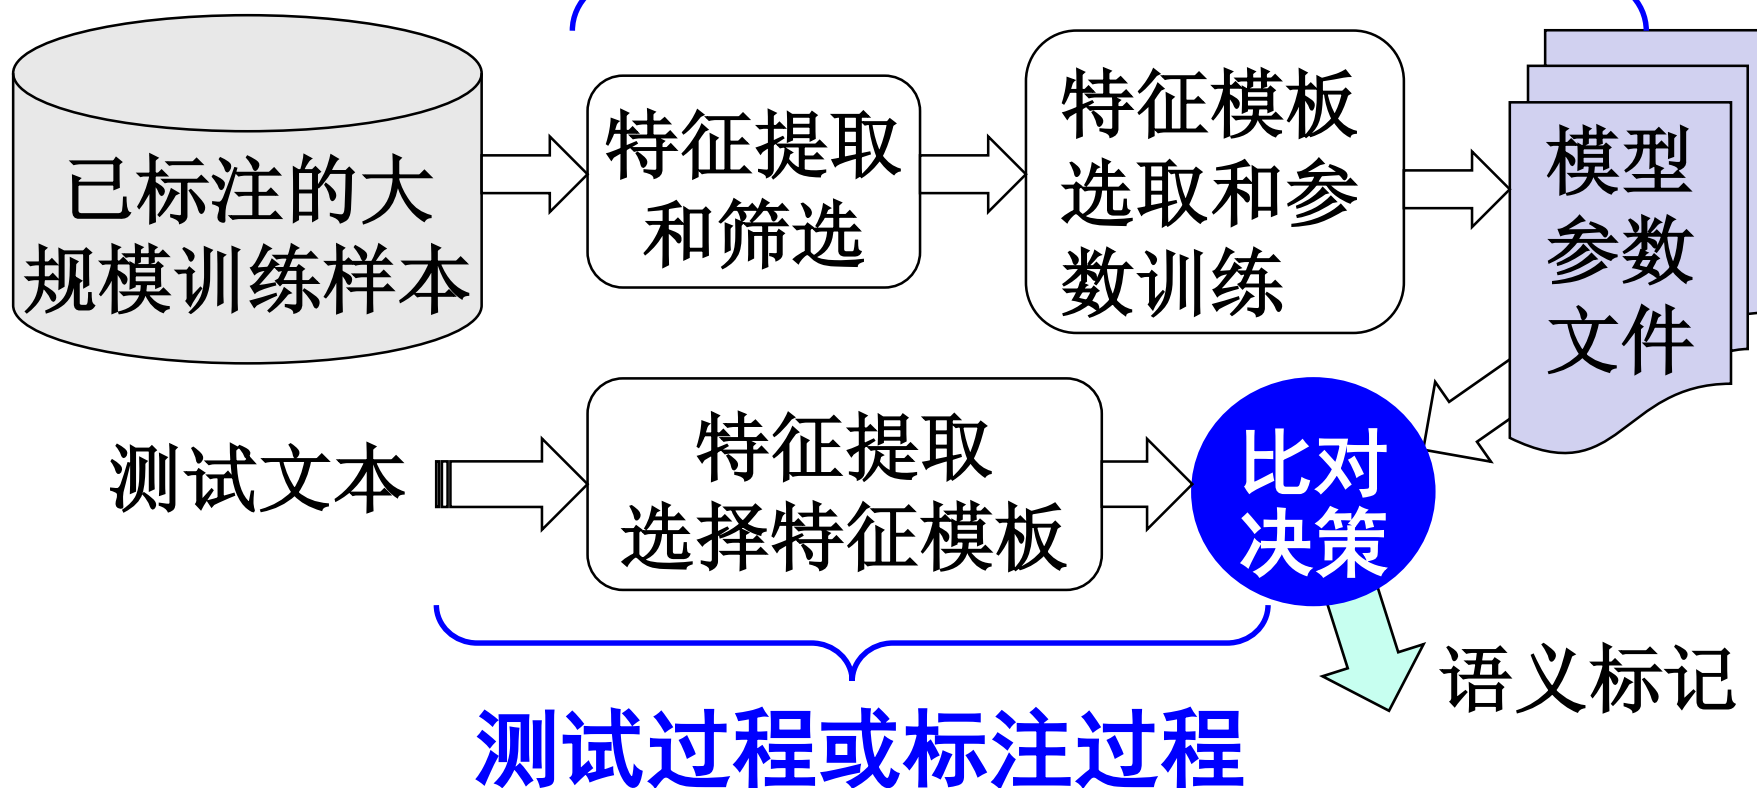 已标注的大
规模训练样本
特征提取
和筛选
特征模板
选取和参
数训练
模型
参数
文件
测试文本
特征提取
选择特征模板
比对
决策
语义标记
测试过程或标注过程